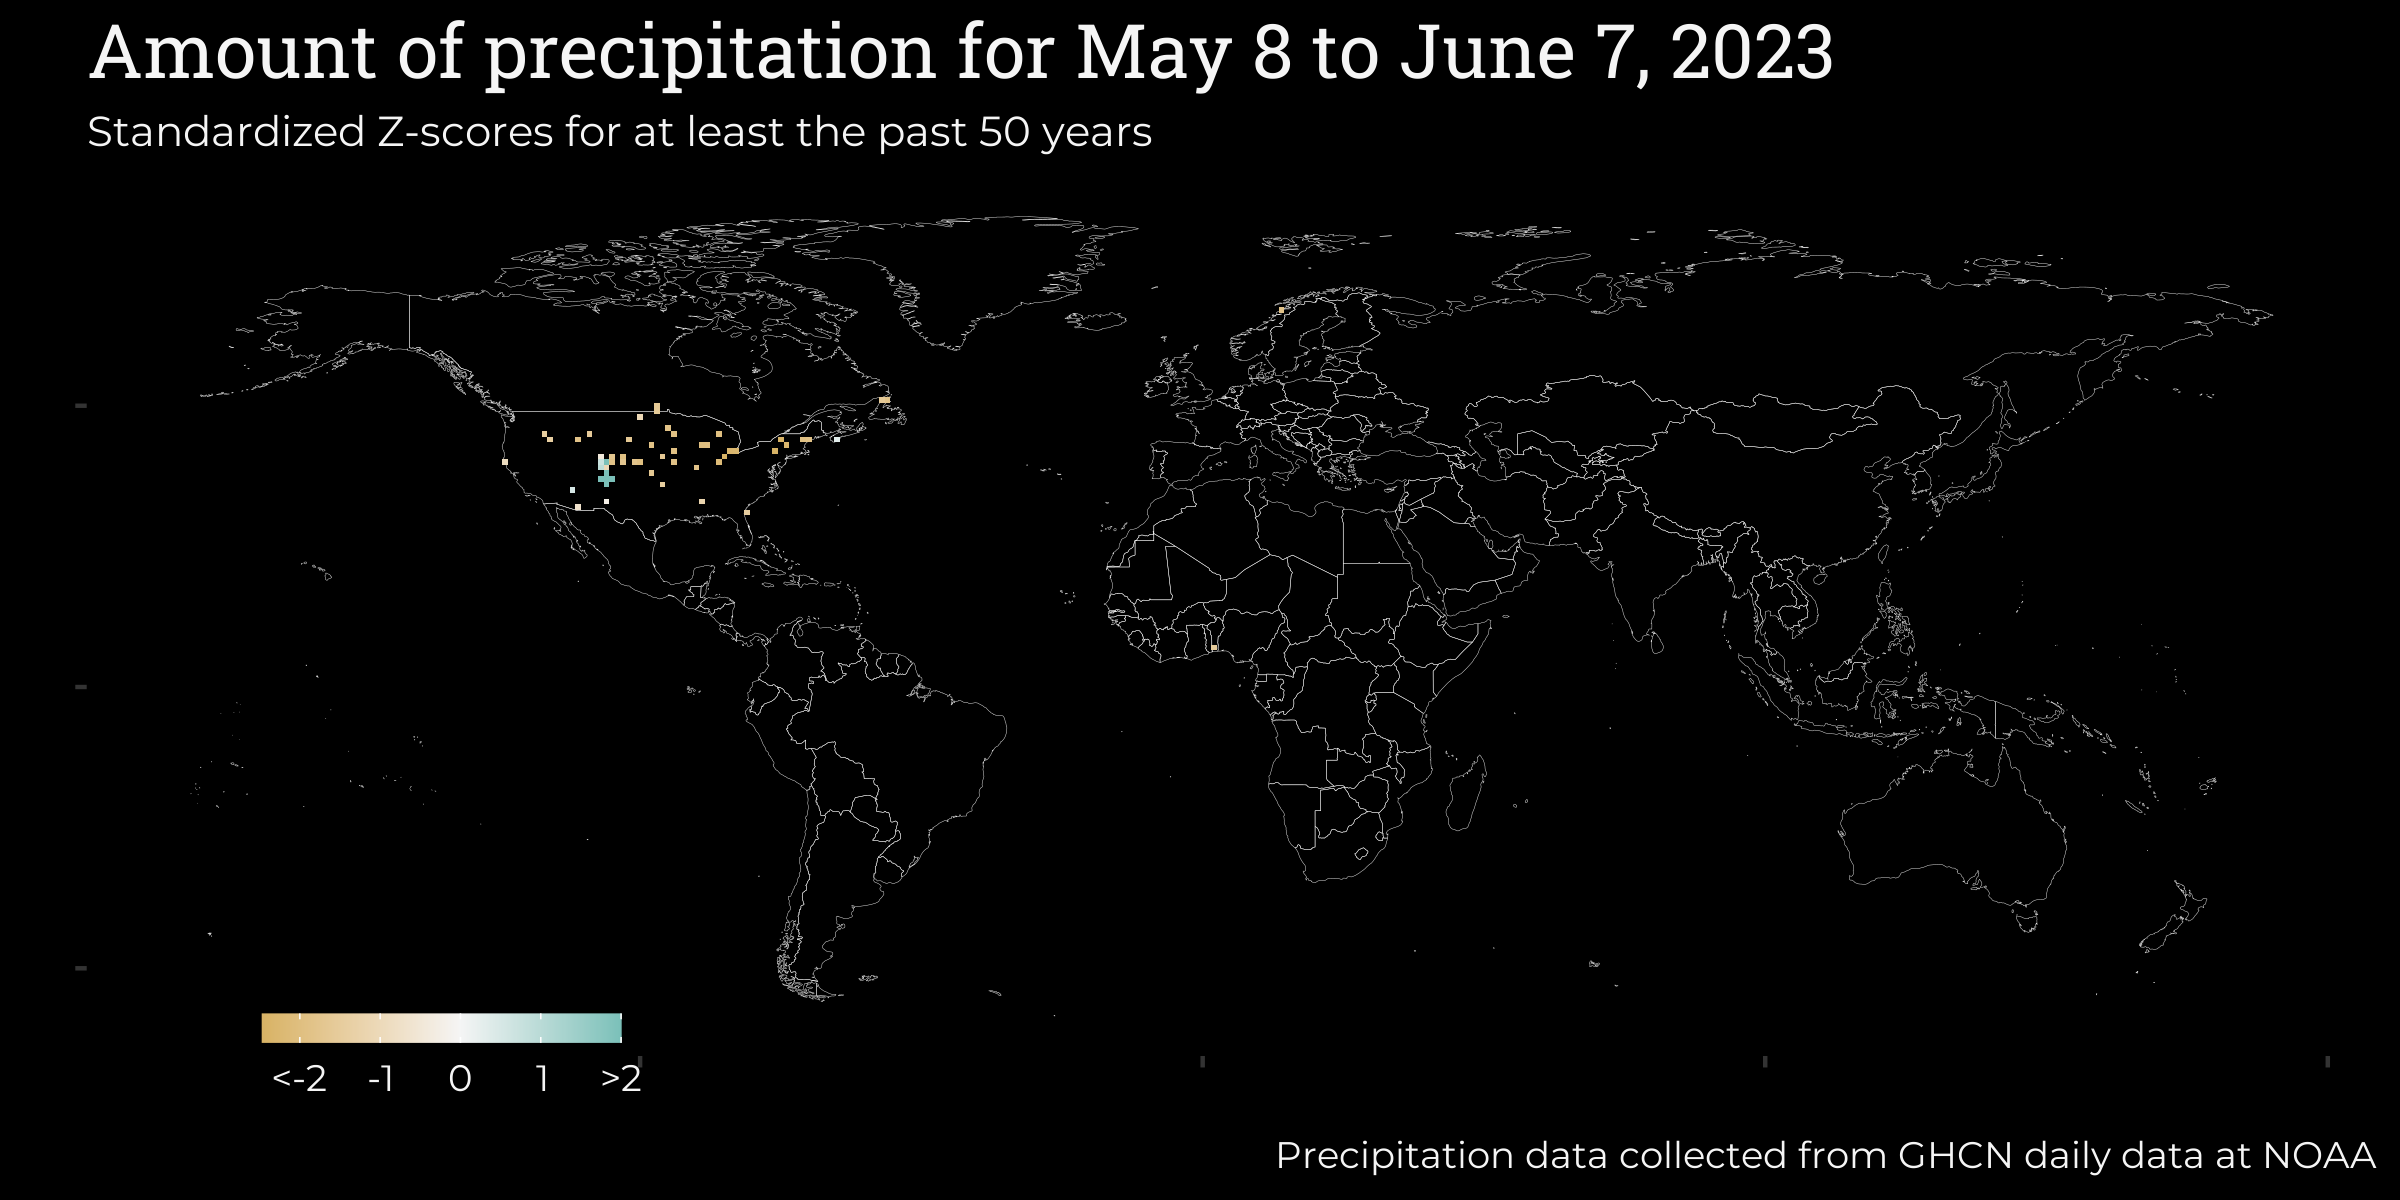 Amount of precipitation for May 8 to June 7, 2023
Standardized Z-scores for at least the past 50 years
<-2 -1 0 1 >2
Precipitation data collected from GHCN daily data at NOAA